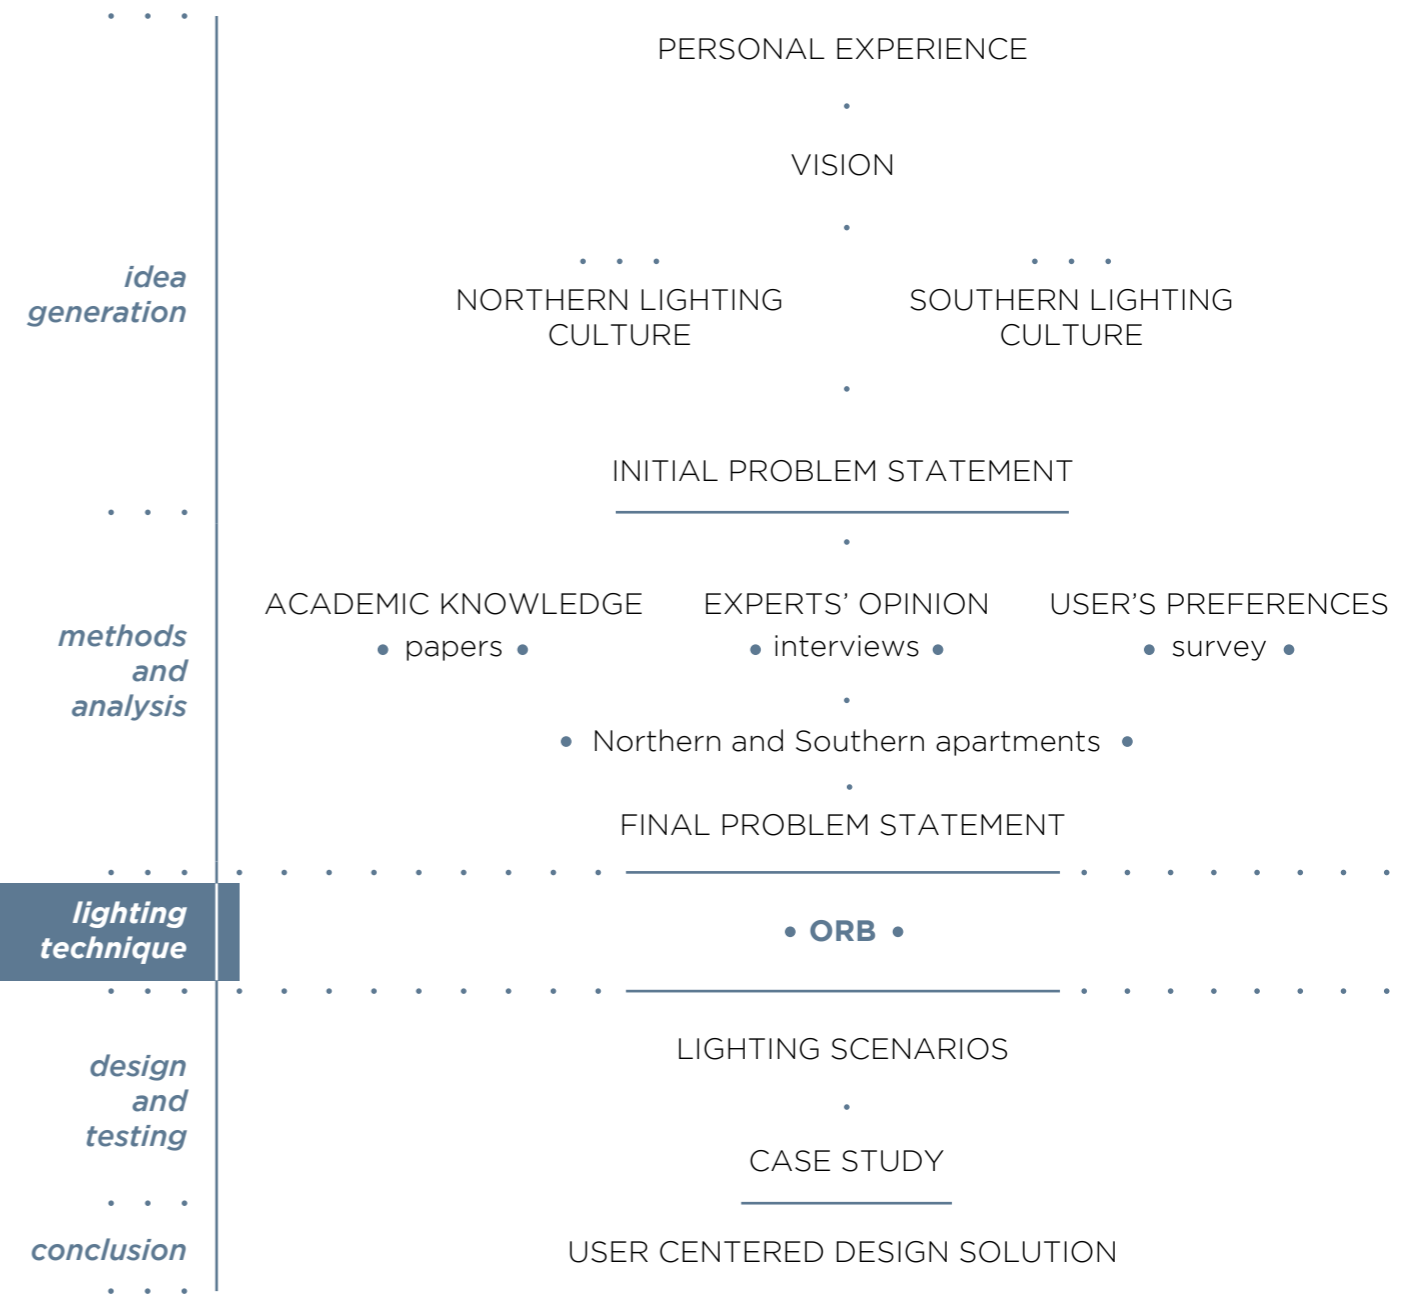 PERSONAL EXPERIENCE
VISION
idea
generation
NORTHERN LIGHTING
CULTURE
SOUTHERN LIGHTING
CULTURE
INITIAL PROBLEM STATEMENT
methods
and
analysis
ACADEMIC KNOWLEDGE
• papers •
EXPERTS’ OPINION
• interviews •
USER’S PREFERENCES
• survey •
• Northern and Southern apartments •
FINAL PROBLEM STATEMENT
lighting
technique
• ORB •
design
and
testing
LIGHTING SCENARIOS
CASE STUDY
conclusion
USER CENTERED DESIGN SOLUTION